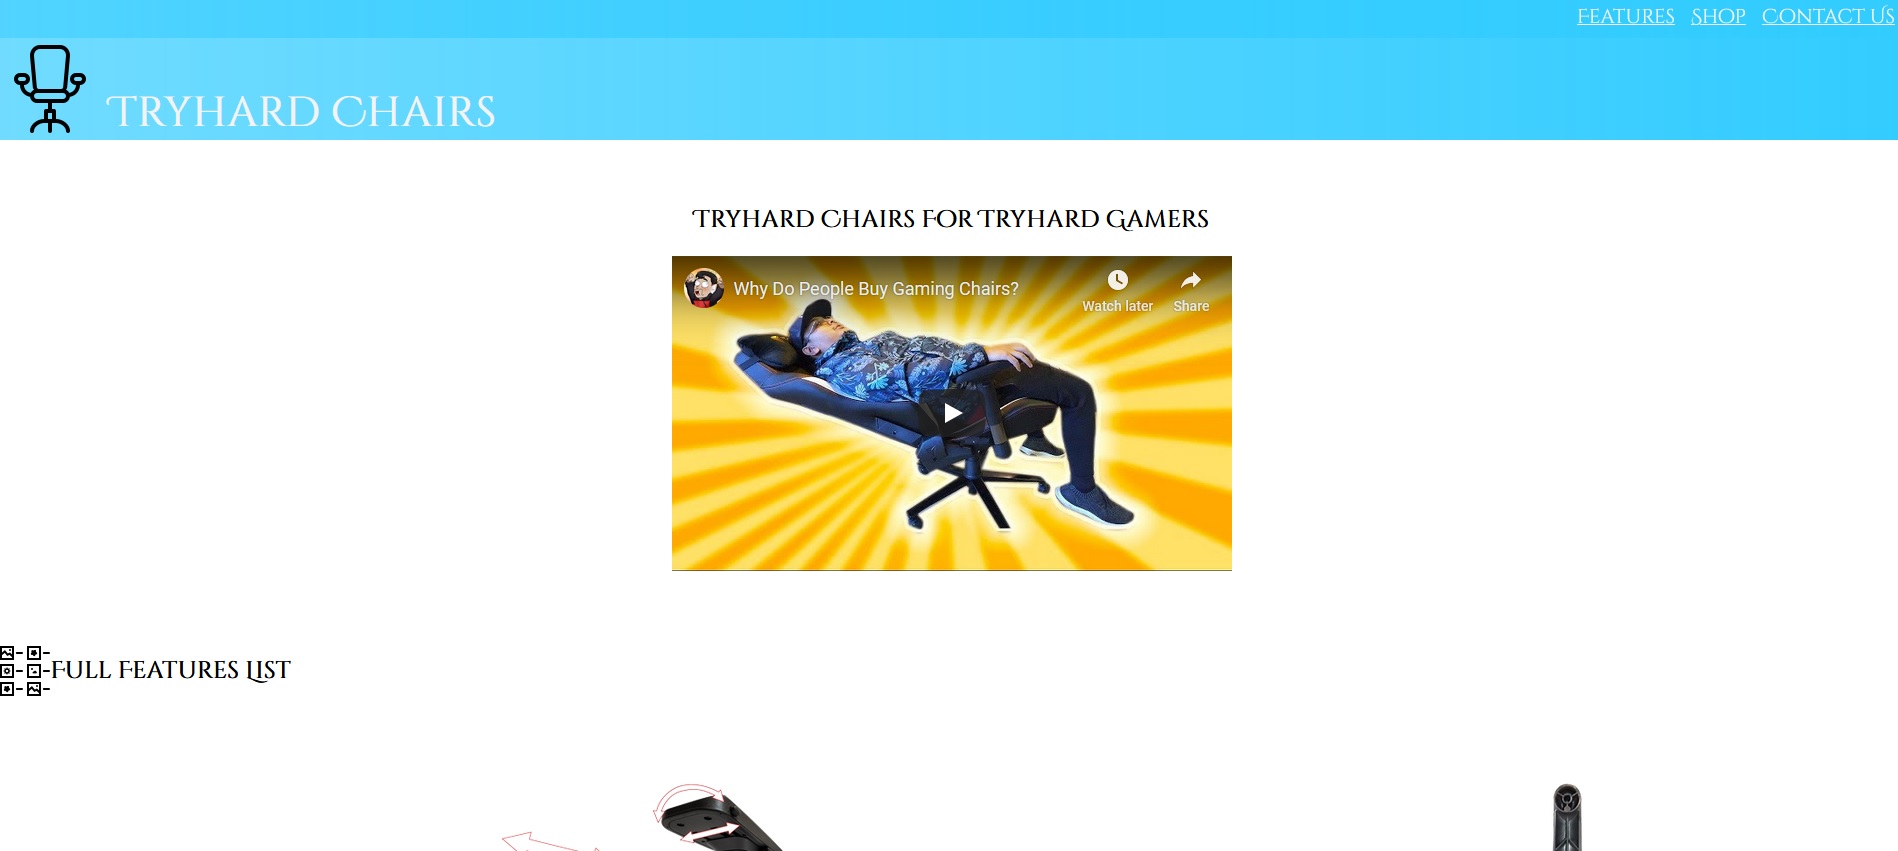 Features Shop Contact Us
Tryhard Chairs
Tryhard Chairs For Tryhard Gamers
Why Do People Buy Gaming Chairs?
Watch later
Share
Full Features List